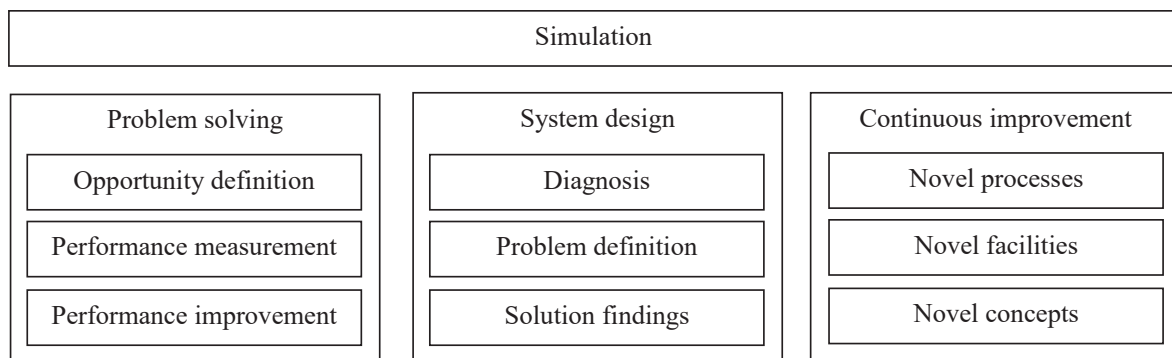 Simulation
Problem solving
Opportunity definition
Performance measurement
Performance improvement
System design
Diagnosis
Problem definition
Solution findings
Continuous improvement
Novel processes
Novel facilities
Novel concepts